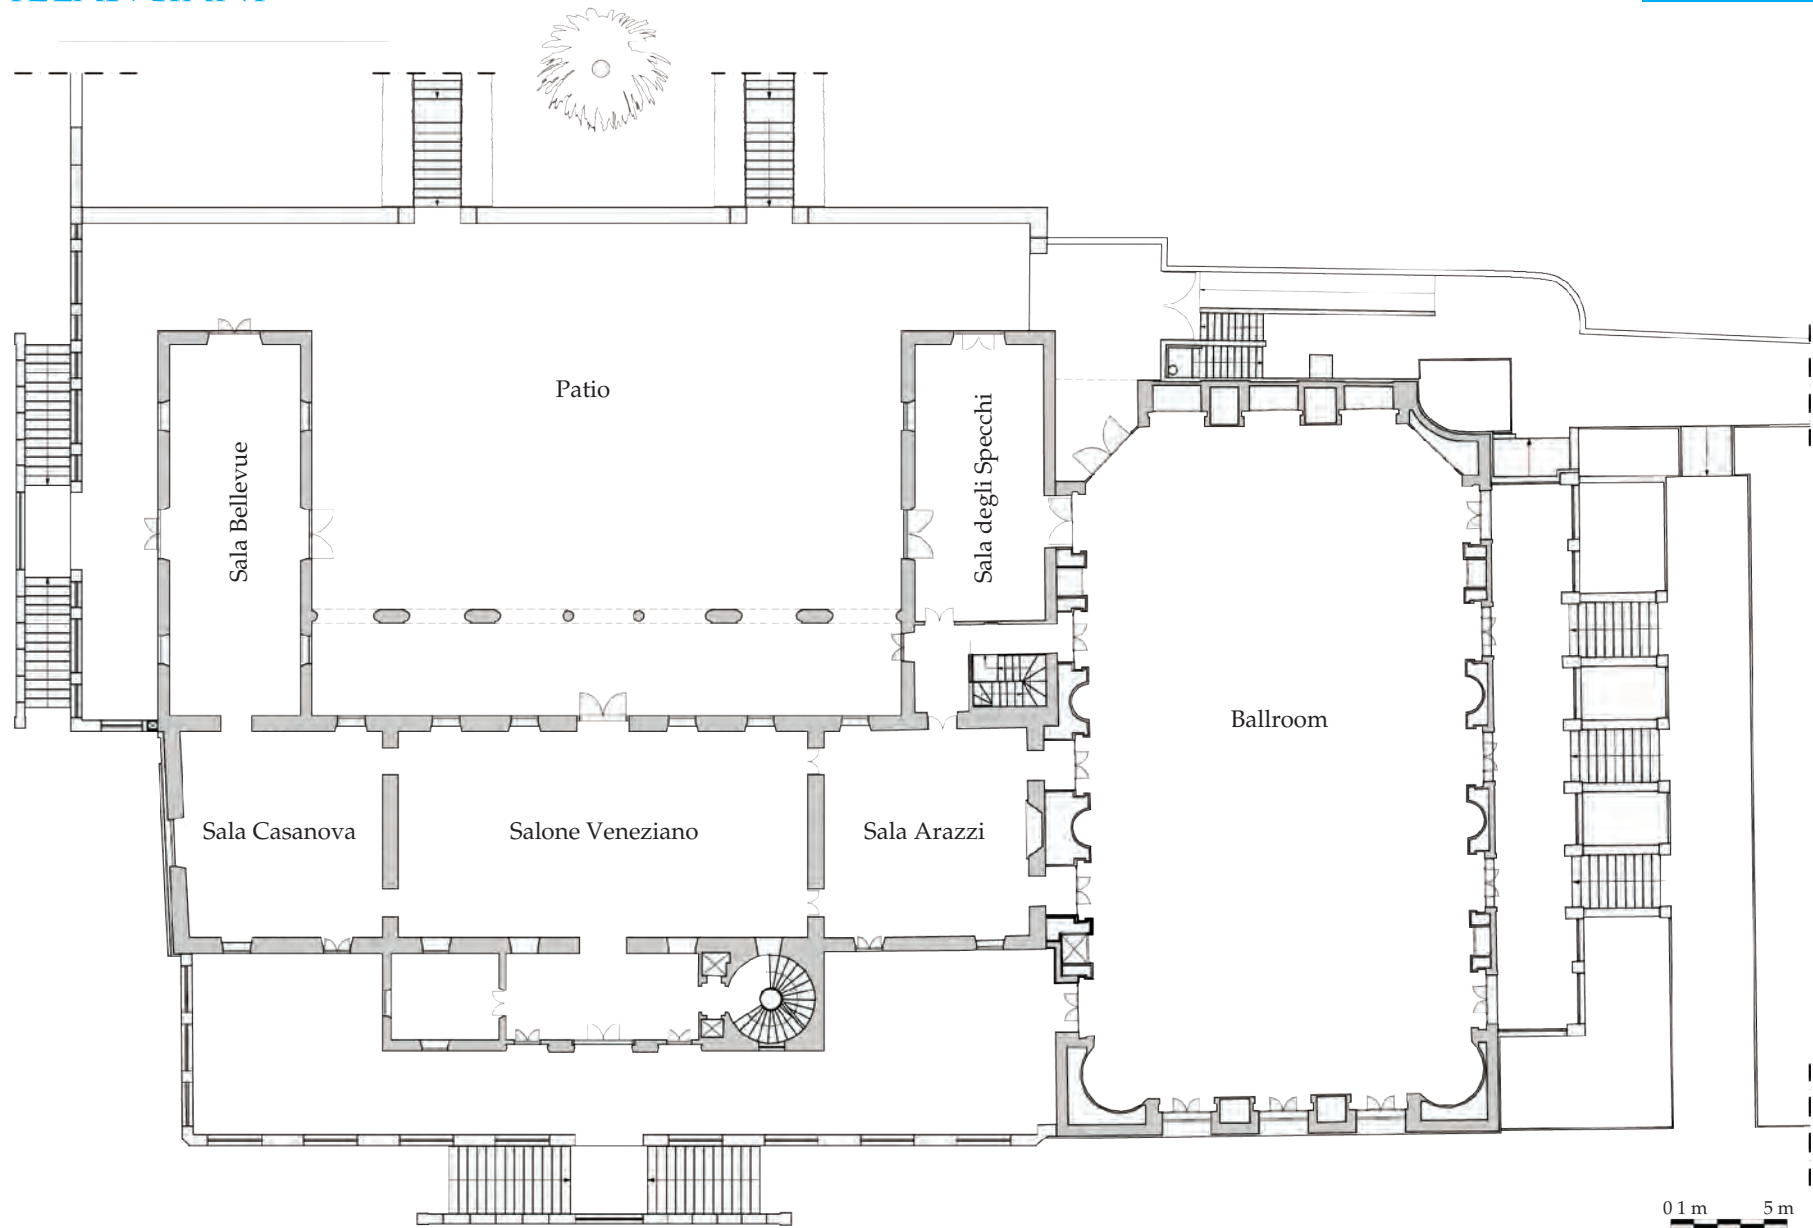 Patio
Sala Bellevue
Sala degli Specchi
Ballroom
Sala Casanova
Salone Veneziano
Sala Arazzi
0 1 m 5 m